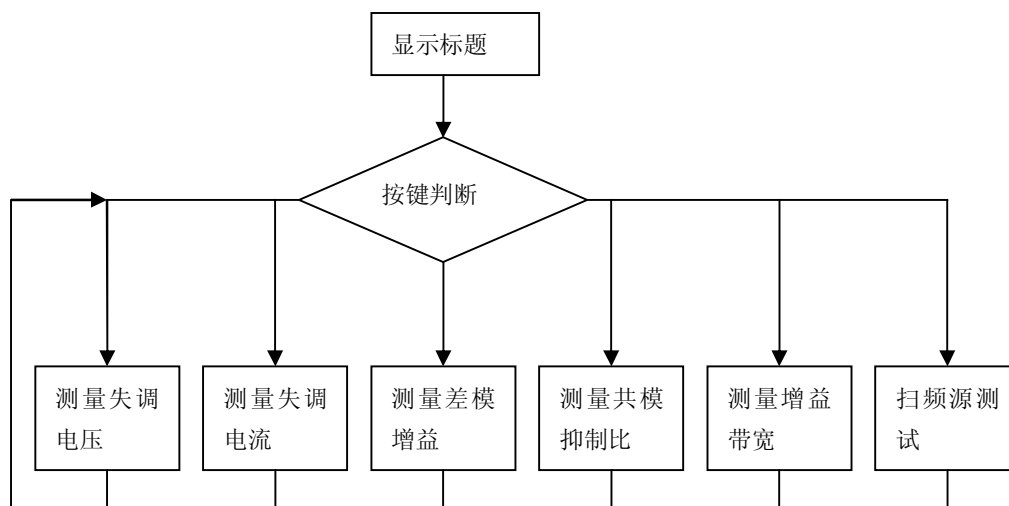 显示标题
按键判断
测量失调
电压
测量失调
电流
测量差模
增益
测量共模
抑制比
测量增益
带宽
扫频源测
试